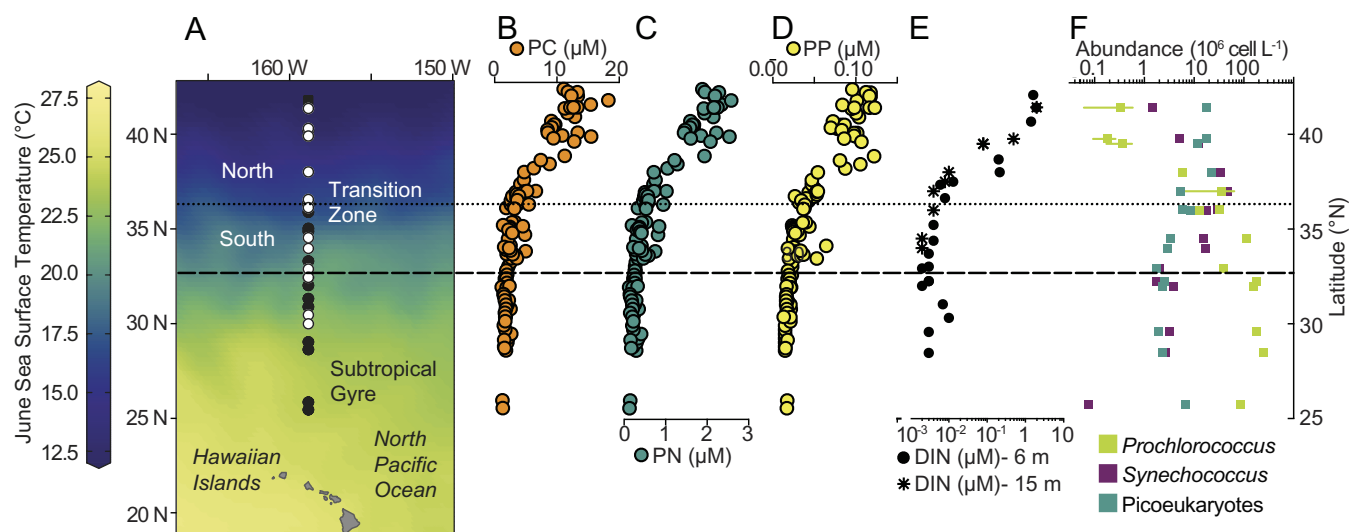 A
B
C
D
E
F
PC (µM)
PN (µM)
PP (µM)
Abundance (10⁶ cell L⁻¹)
160 W
150 W
0
10
20
0.00
0.10
0.1
1
10
100
June Sea Surface Temperature (°C)
27.5
25.0
22.5
20.0
17.5
15.0
12.5
40 N
35 N
30 N
25 N
20 N
North
Transition
Zone
South
Subtropical
Gyre
Hawaiian
Islands
North
Pacific
Ocean
0
1
2
3
10⁻³
10⁻²
10⁻¹
1
10
DIN (µM)- 6 m
DIN (µM)- 15 m
40
35
30
25
Latitude (°N)
Prochlorococcus
Synechococcus
Picoeukaryotes